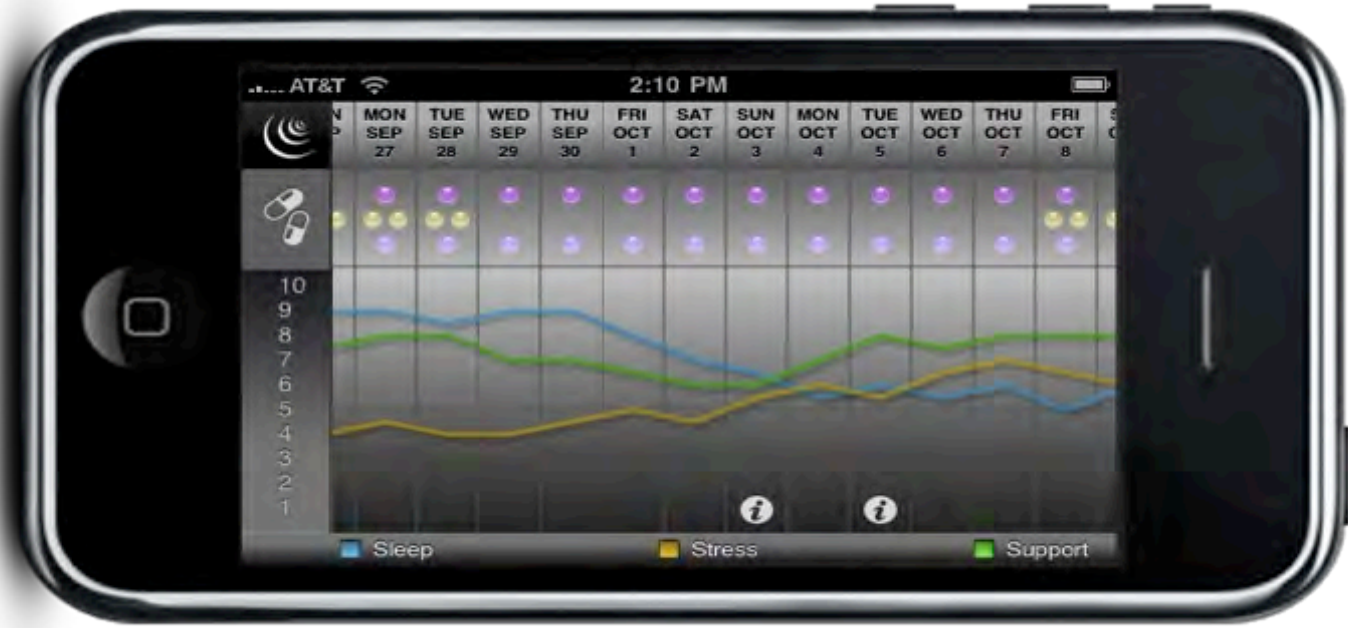 AT&T 2:10 PM
N MON TUE WED THU FRI SAT SUN MON TUE WED THU FRI S
P SEP SEP SEP SEP OCT OCT OCT OCT OCT OCT OCT OCT O
27 28 29 30 1 2 3 4 5 6 7 8
10
9
8
7
6
5
4
3
2
1
i i
Sleep Stress Support